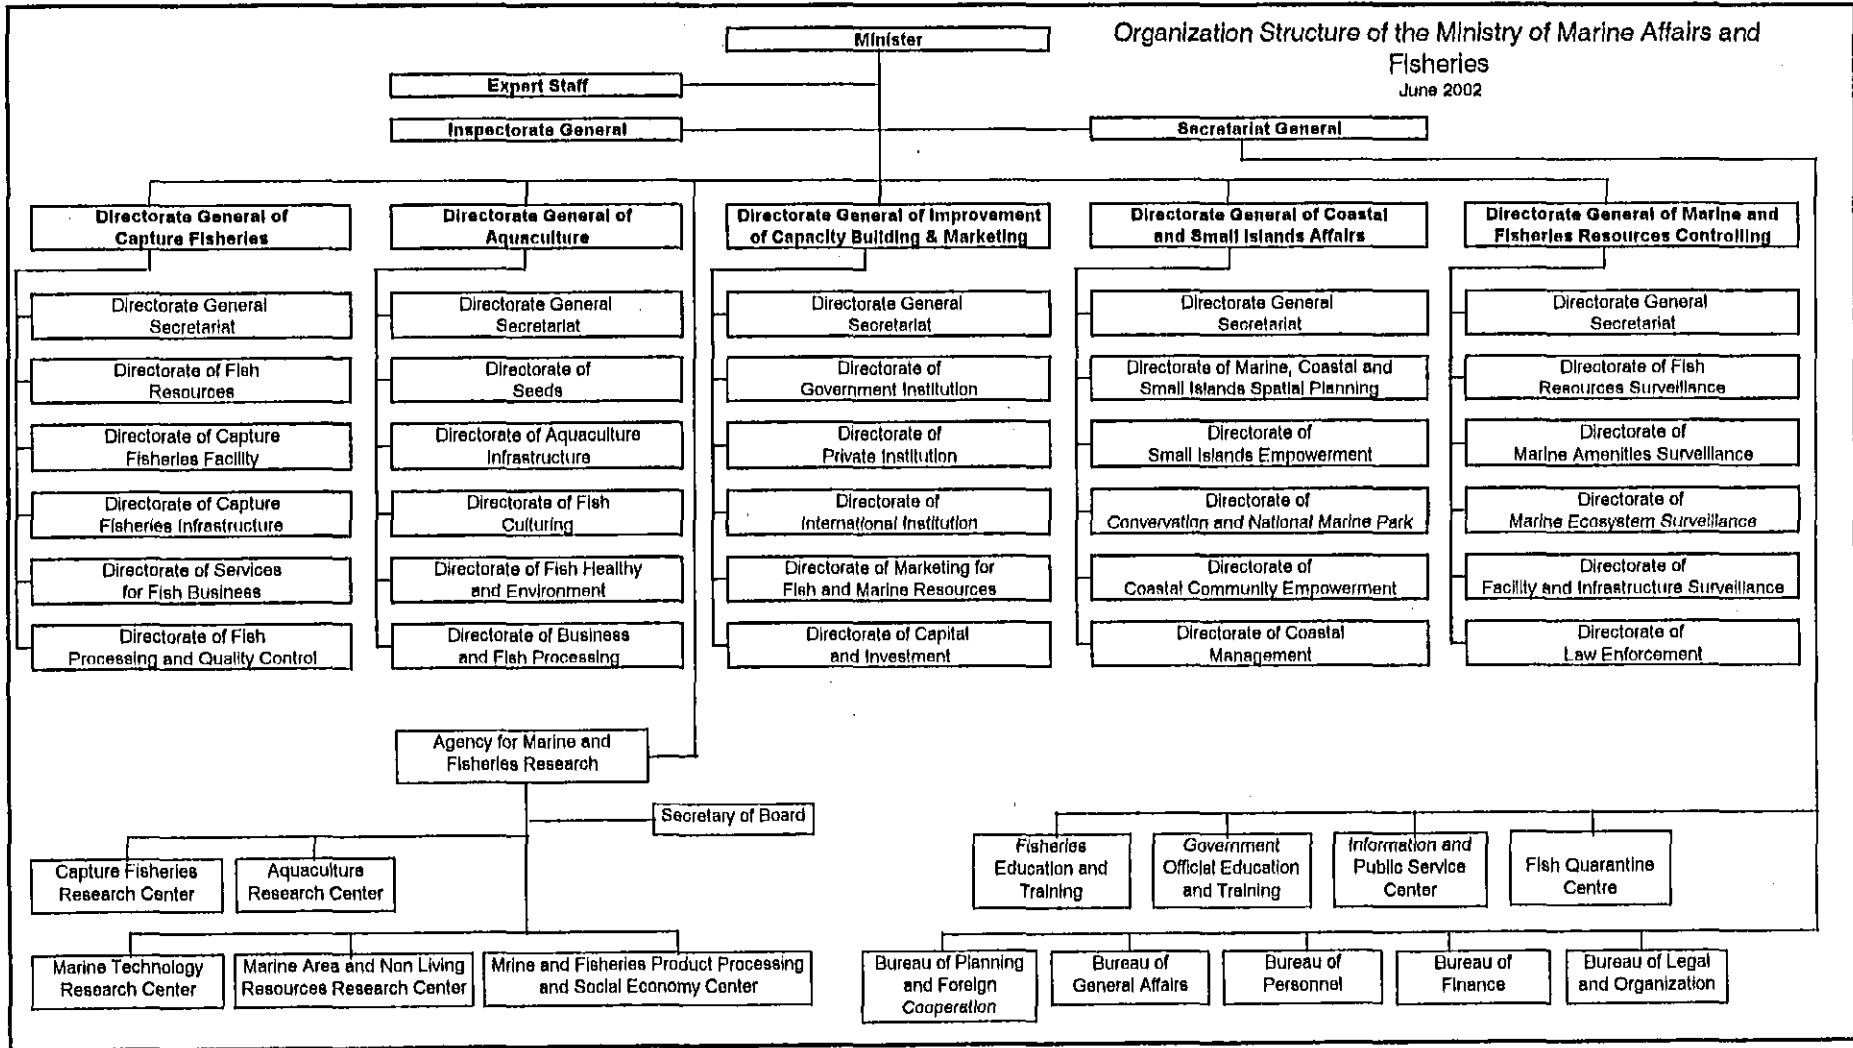 Organization Structure of the Ministry of Marine Affairs and
Fisheries
June 2002
Minister
Expert Staff
Inspectorate General
Secretariat General
Directorate General of
Capture Fisheries
Directorate General
Secretariat
Directorate of Fish
Resources
Directorate of Capture
Fisheries Facility
Directorate of Capture
Fisheries Infrastructure
Directorate of Services
for Fish Business
Directorate of Fish
Processing and Quality Control
Directorate General of
Aquaculture
Directorate General
Secretariat
Directorate of
Seeds
Directorate of Aquaculture
Infrastructure
Directorate of Fish
Culturing
Directorate of Fish Healthy
and Environment
Directorate of Business
and Fish Processing
Directorate General of Improvement
of Capacity Building & Marketing
Directorate General
Secretariat
Directorate of
Government Institution
Directorate of
Private Institution
Directorate of
International Institution
Directorate of Marketing for
Fish and Marine Resources
Directorate of Capital
and Investment
Directorate General of Coastal
and Small Islands Affairs
Directorate General
Secretariat
Directorate of Marine, Coastal and
Small Islands Spatial Planning
Directorate of
Small Islands Empowerment
Directorate of
Convervation and National Marine Park
Directorate of
Coastal Community Empowerment
Directorate of Coastal
Management
Directorate General of Marine and
Fisheries Resources Controlling
Directorate General
Secretariat
Directorate of Fish
Resources Surveillance
Directorate of
Marine Amenities Surveillance
Directorate of
Marine Ecosystem Surveillance
Directorate of
Facility and Infrastructure Surveillance
Directorate of
Law Enforcement
Agency for Marine and
Fisheries Research
Secretary of Board
Capture Fisheries
Research Center
Aquaculture
Research Center
Marine Technology
Research Center
Marine Area and Non Living
Resources Research Center
Mrine and Fisheries Product Processing
and Social Economy Center
Fisheries
Education and
Training
Government
Official Education
and Training
Information and
Public Service
Center
Fish Quarantine
Centre
Bureau of Planning
and Foreign
Cooperation
Bureau of
General Affairs
Bureau of
Personnel
Bureau of
Finance
Bureau of Legal
and Organization